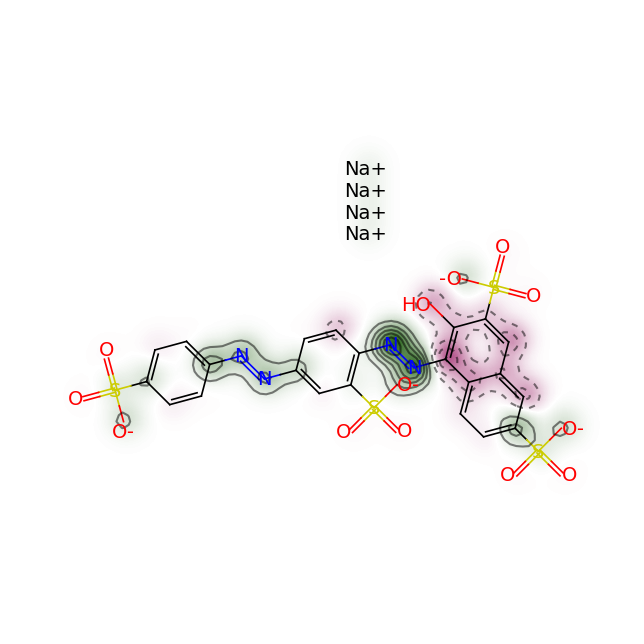 Na+
Na+
Na+
Na+
O
-O S O
HO
O N N N
S N O-
O O- S
O O
O-
S
O O